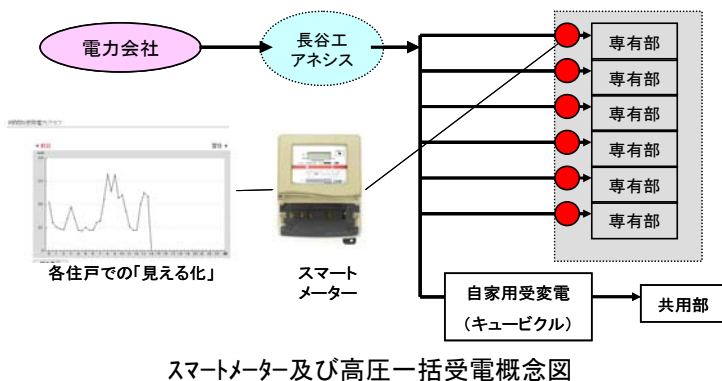 電力会社
長谷工
アネシス
専有部
専有部
専有部
専有部
専有部
専有部
各住戸での「見える化」
スマート
メーター
自家用受変電
(キュービクル)
共用部
スマートメーター及び高圧一括受電概念図